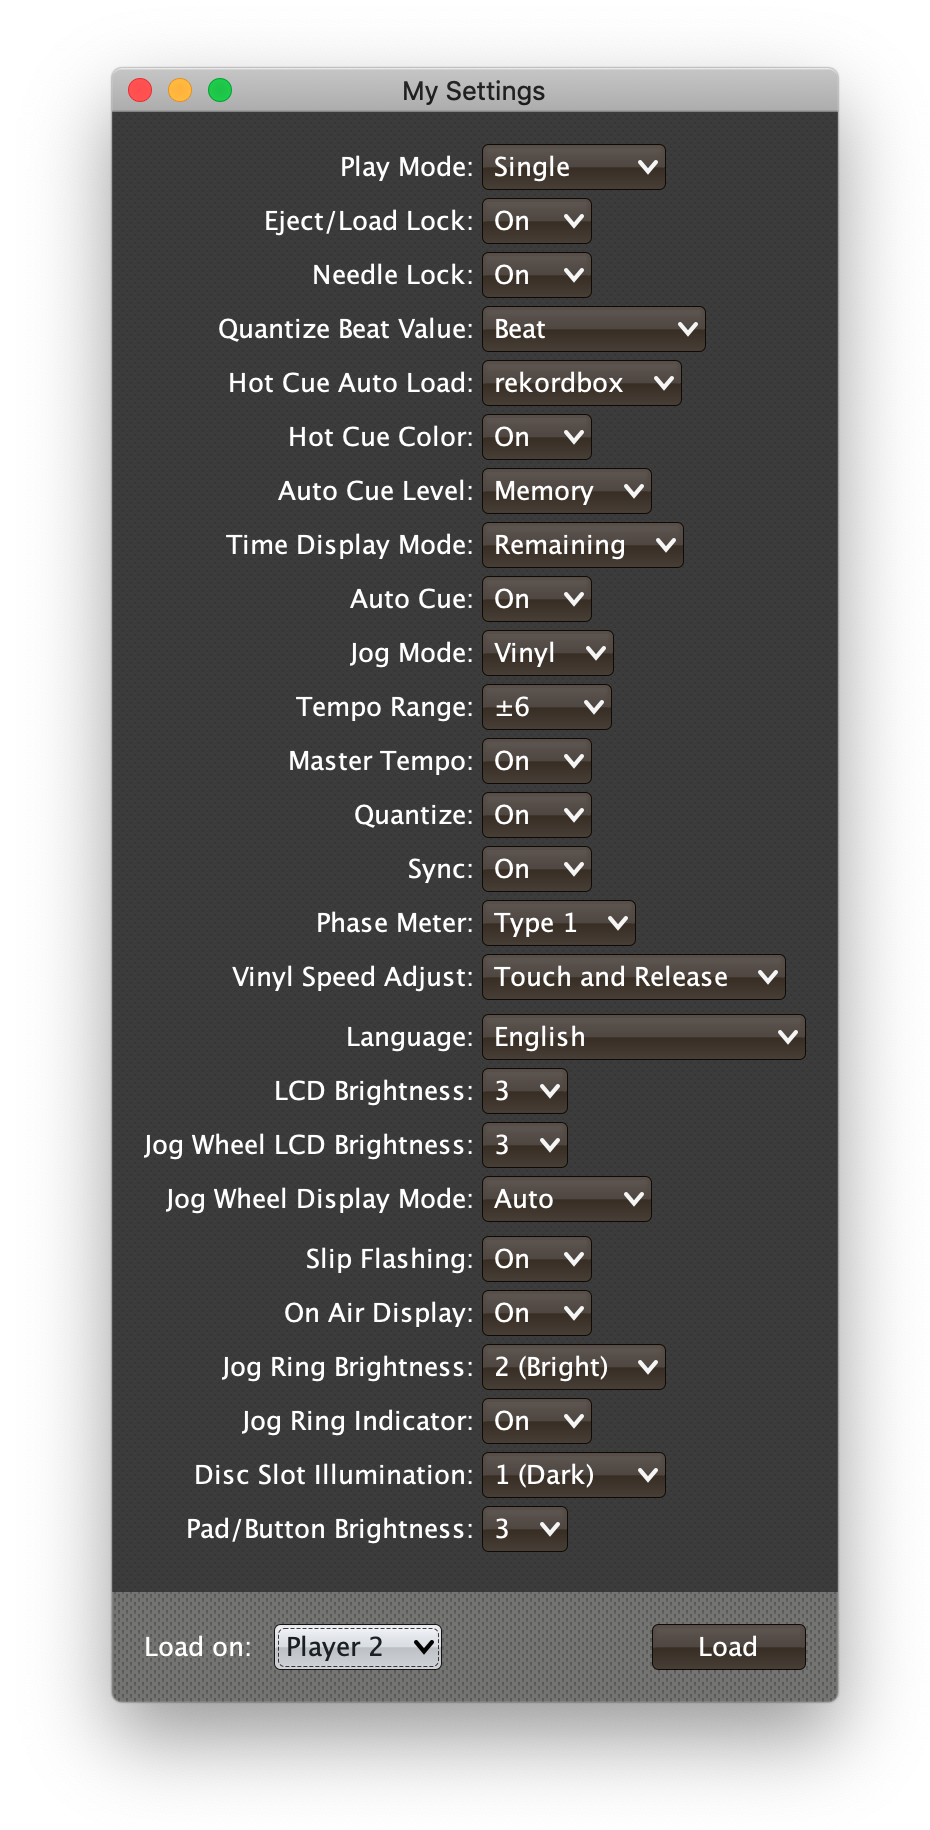 My Settings
Play Mode: Single
Eject/Load Lock: On
Needle Lock: On
Quantize Beat Value: Beat
Hot Cue Auto Load: rekordbox
Hot Cue Color: On
Auto Cue Level: Memory
Time Display Mode: Remaining
Auto Cue: On
Jog Mode: Vinyl
Tempo Range: ±6
Master Tempo: On
Quantize: On
Sync: On
Phase Meter: Type 1
Vinyl Speed Adjust: Touch and Release
Language: English
LCD Brightness: 3
Jog Wheel LCD Brightness: 3
Jog Wheel Display Mode: Auto
Slip Flashing: On
On Air Display: On
Jog Ring Brightness: 2 (Bright)
Jog Ring Indicator: On
Disc Slot Illumination: 1 (Dark)
Pad/Button Brightness: 3
Load on: Player 2 Load